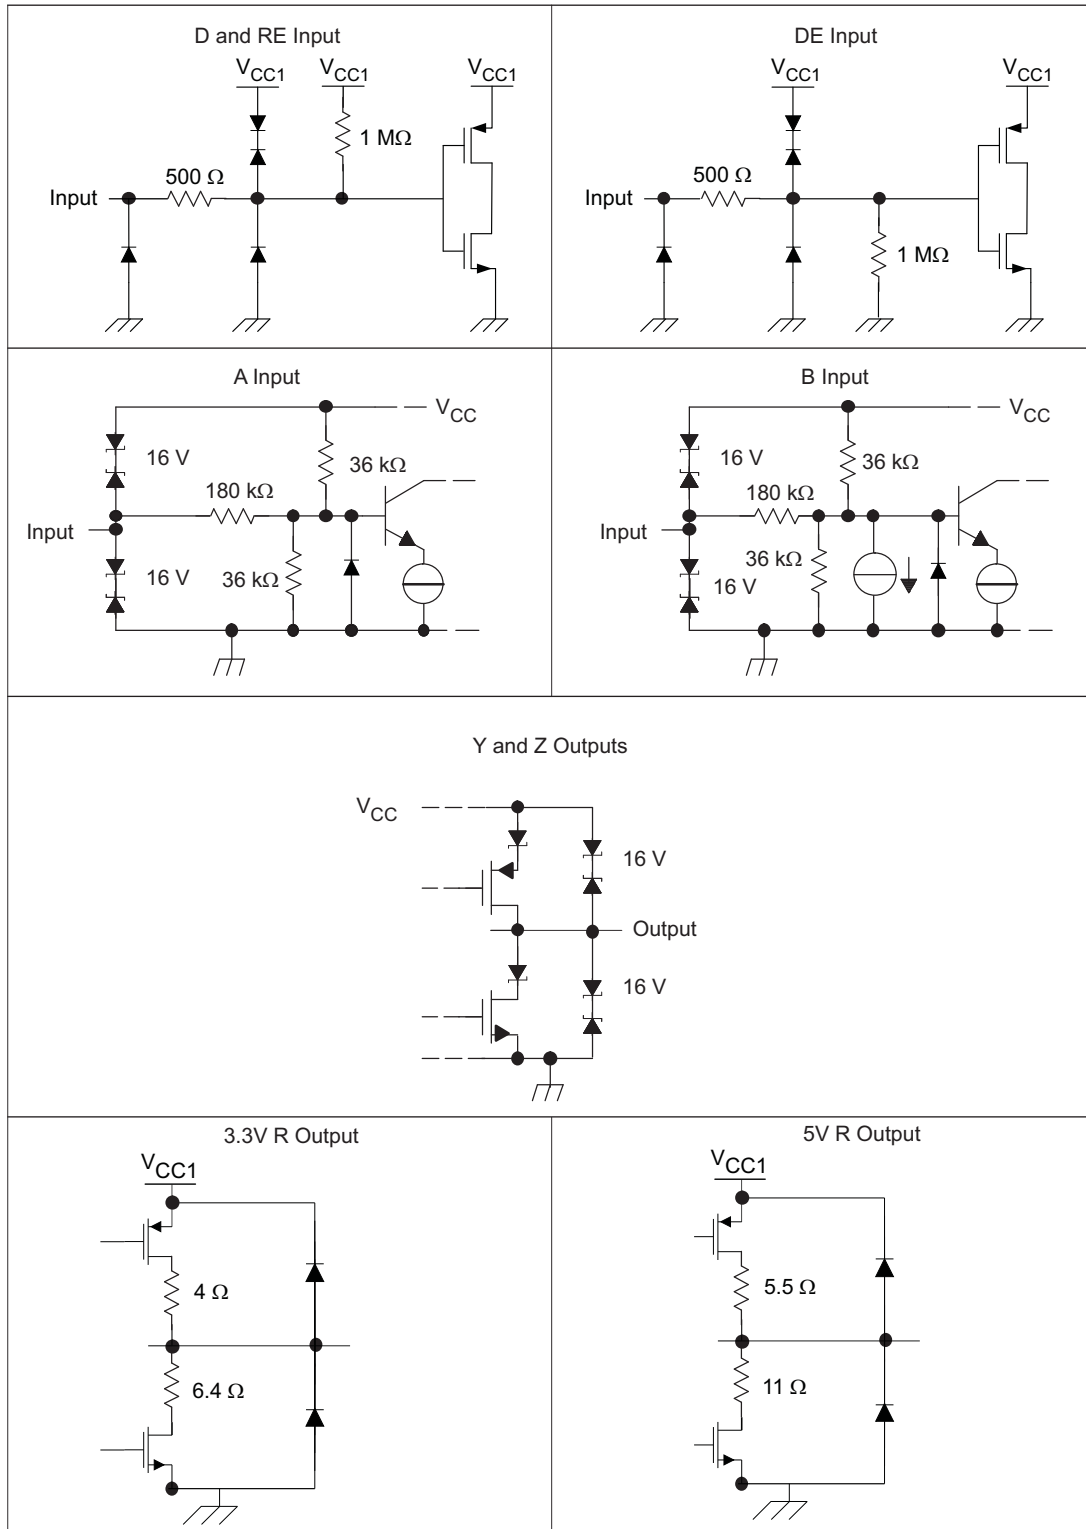 D and RE Input
VCC1
VCC1
VCC1
1 MΩ
500 Ω
Input
DE Input
VCC1
VCC1
500 Ω
Input
1 MΩ
A Input
VCC
16 V
36 kΩ
180 kΩ
Input
16 V
36 kΩ
B Input
VCC
16 V
36 kΩ
180 kΩ
Input
36 kΩ
16 V
Y and Z Outputs
VCC
16 V
Output
16 V
3.3V R Output
VCC1
4 Ω
6.4 Ω
5V R Output
VCC1
5.5 Ω
11 Ω